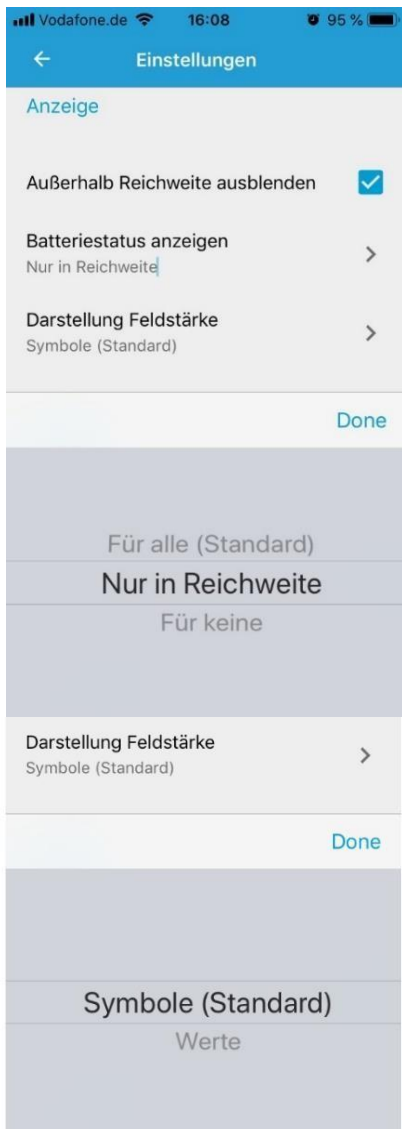 Vodafone.de 16:08 95 %
Einstellungen
Anzeige
Außerhalb Reichweite ausblenden
Batteriestatus anzeigen
Nur in Reichweite
Darstellung Feldstärke
Symbole (Standard)
Done
Für alle (Standard)
Nur in Reichweite
Für keine
Darstellung Feldstärke
Symbole (Standard)
Done
Symbole (Standard)
Werte